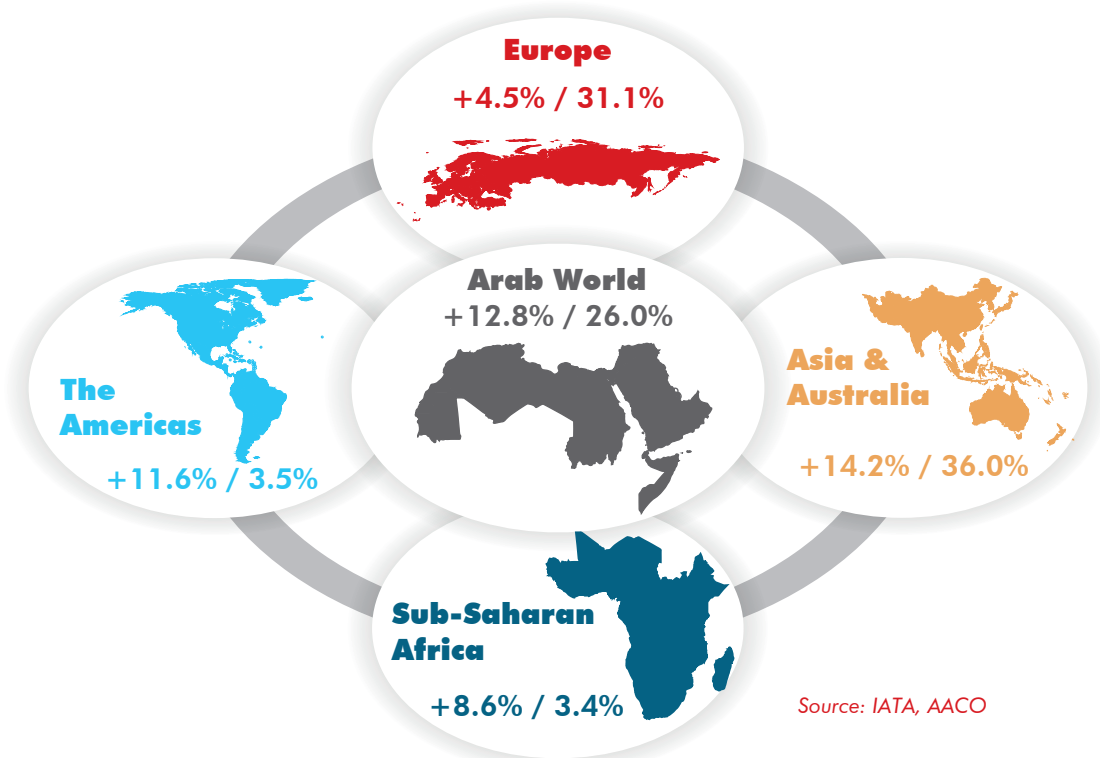 Europe
+4.5% / 31.1%
Arab World
+12.8% / 26.0%
The
Americas
+11.6% / 3.5%
Asia &
Australia
+14.2% / 36.0%
Sub-Saharan
Africa
+8.6% / 3.4%
Source: IATA, AACO